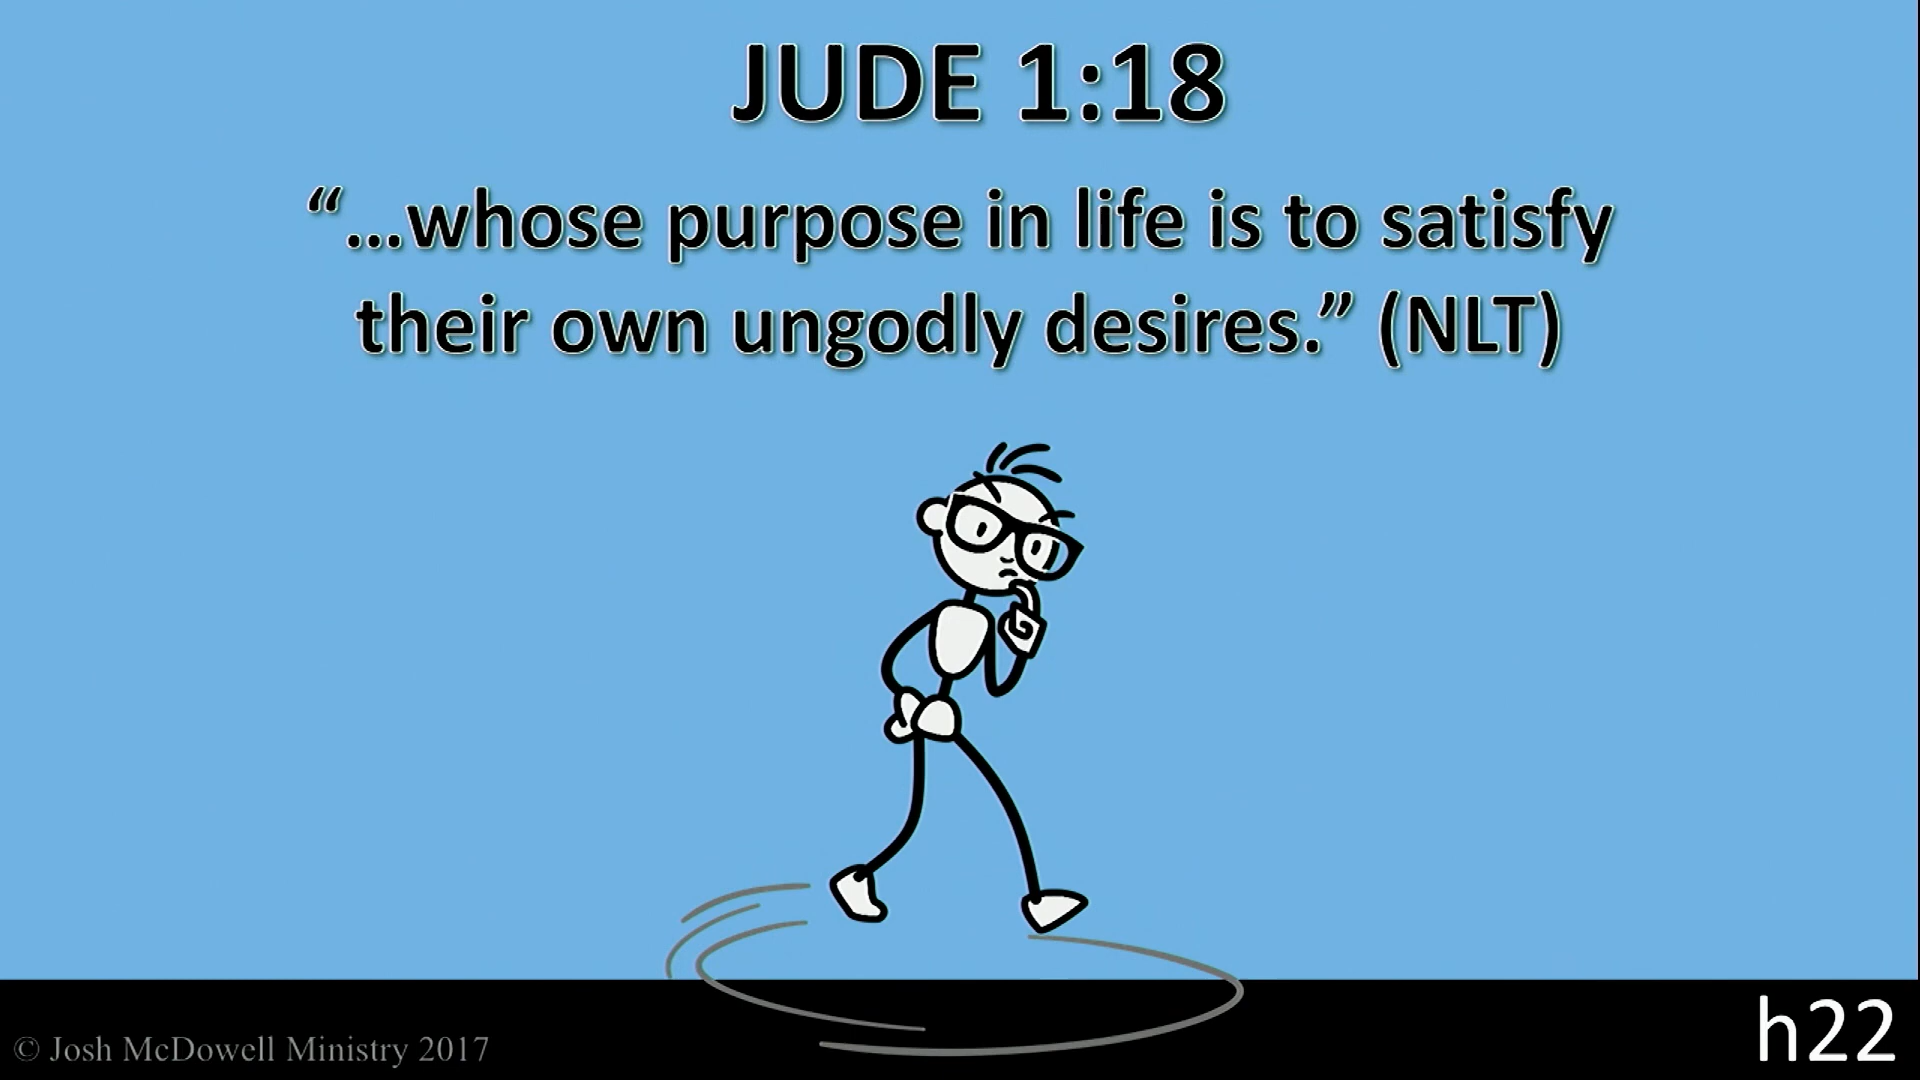 JUDE 1:18
“...whose purpose in life is to satisfy
their own ungodly desires.” (NLT)
© Josh McDowell Ministry 2017
h22